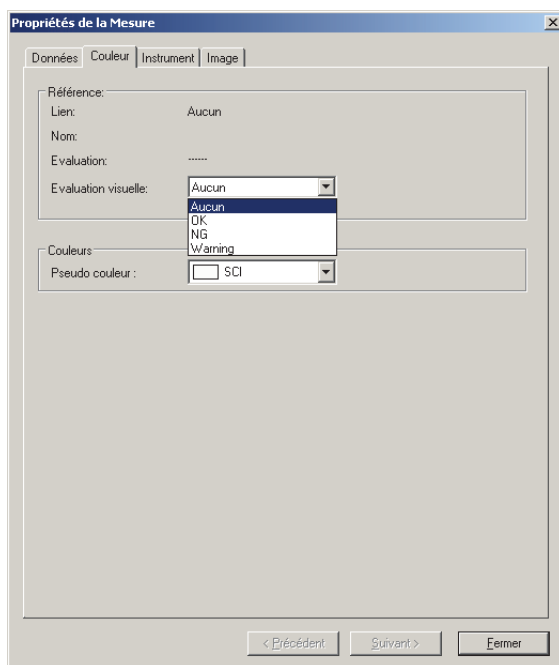 Propriétés de la Mesure
Données Couleur Instrument Image
Référence:
Lien: Aucun
Nom:
Evaluation: ------
Evaluation visuelle: Aucun
Aucun
OK
NG
Warning
Couleurs
Pseudo couleur : SCI
< Précédent Suivant > Fermer